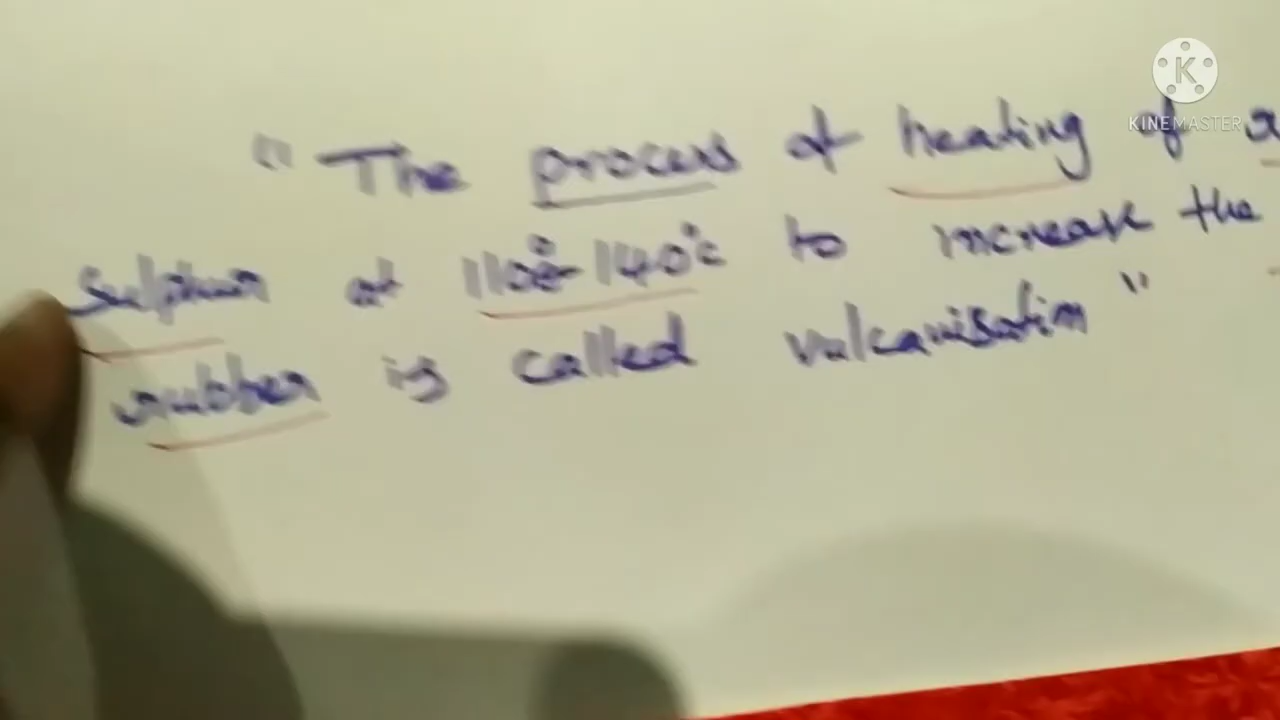 KINEMASTER
" The process of heating of
Sulphur at 110°-140°c to increase the
rubber is called vulcanisation "